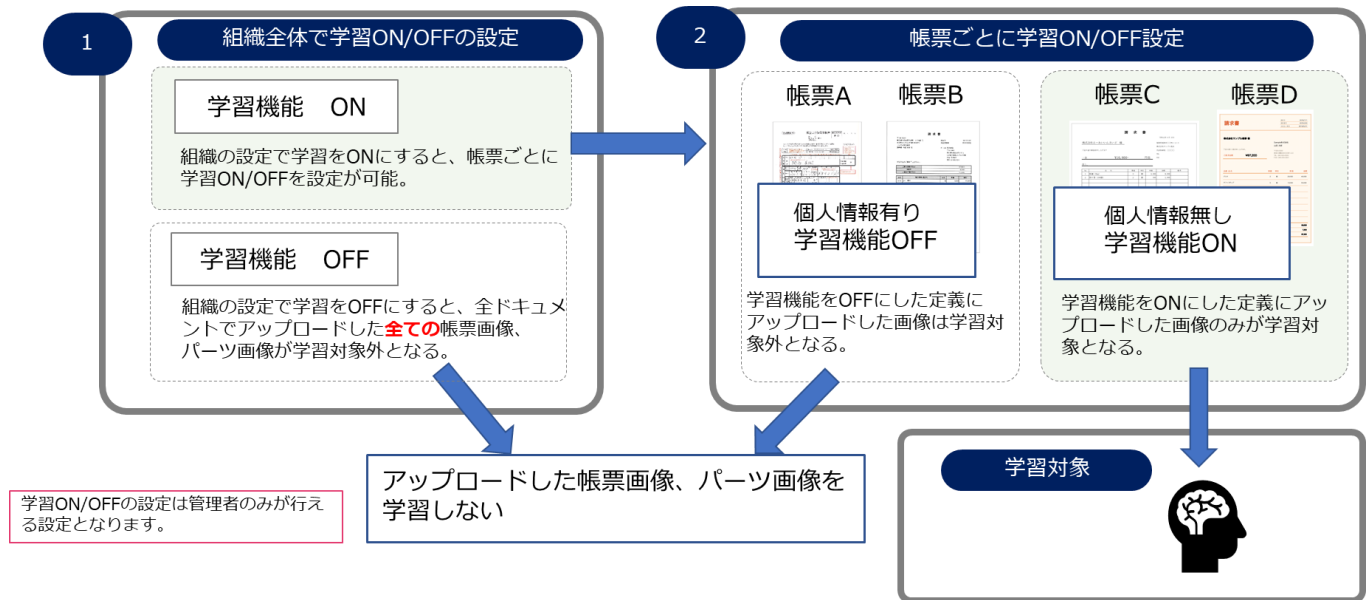 1
組織全体で学習ON/OFFの設定
学習機能　ON
組織の設定で学習をONにすると、帳票ごとに
学習ON/OFFを設定が可能。
学習機能　OFF
組織の設定で学習をOFFにすると、全ドキュメ
ントでアップロードした全ての帳票画像、
パーツ画像が学習対象外となる。
2
帳票ごとに学習ON/OFF設定
帳票A
帳票B
請 求 書
個人情報有り
学習機能OFF
学習機能をOFFにした定義に
アップロードした画像は学習対
象外となる。
帳票C
帳票D
請 求 書
請求書
個人情報無し
学習機能ON
学習機能をONにした定義にアッ
プロードした画像のみが学習対
象となる。
アップロードした帳票画像、パーツ画像を
学習しない
学習対象
学習ON/OFFの設定は管理者のみが行え
る設定となります。